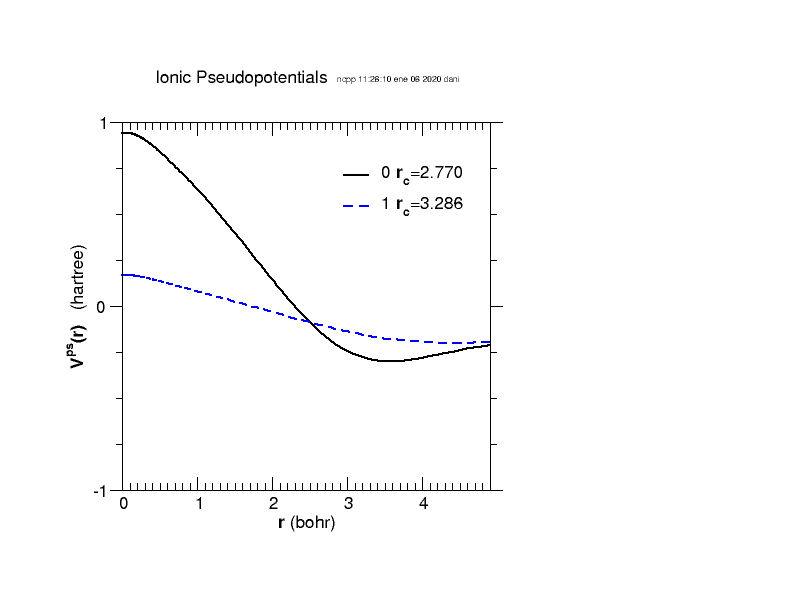 Ionic Pseudopotentials ncpp 11:26:10 ene 06 2020 dani
1
0 rc=2.770
1 rc=3.286
Vps(r) (hartree)
0
-1
0 1 2 3 4
r (bohr)